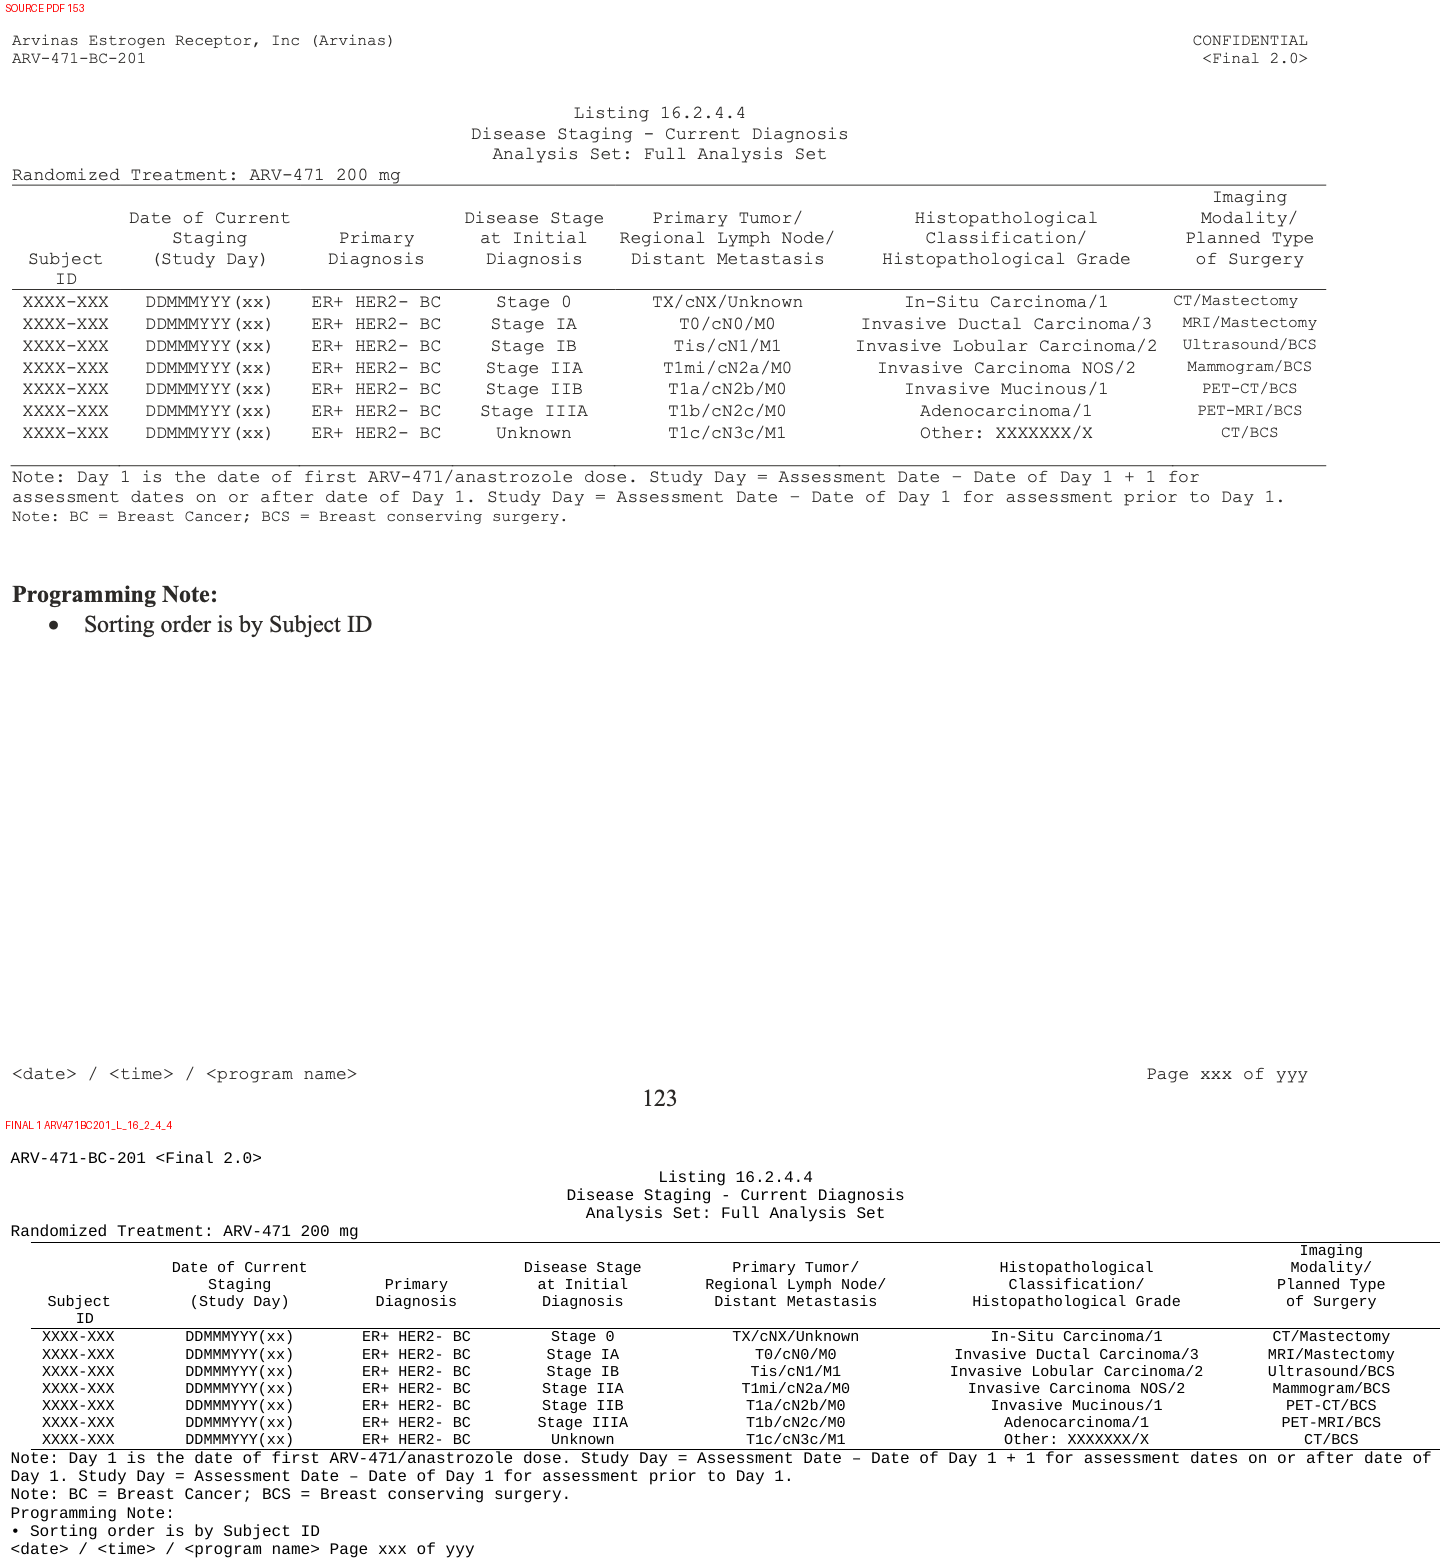 SOURCE PDF 153
Arvinas Estrogen Receptor, Inc (Arvinas) CONFIDENTIAL
ARV-471-BC-201 <Final 2.0>
Listing 16.2.4.4
Disease Staging - Current Diagnosis
Analysis Set: Full Analysis Set
Randomized Treatment: ARV-471 200 mg
Imaging
Date of Current Disease Stage Primary Tumor/ Histopathological Modality/
Staging Primary at Initial Regional Lymph Node/ Classification/ Planned Type
Subject (Study Day) Diagnosis Diagnosis Distant Metastasis Histopathological Grade of Surgery
ID
XXXX-XXX DDMMMYYY(xx) ER+ HER2- BC Stage 0 TX/cNX/Unknown In-Situ Carcinoma/1 CT/Mastectomy
XXXX-XXX DDMMMYYY(xx) ER+ HER2- BC Stage IA T0/cN0/M0 Invasive Ductal Carcinoma/3 MRI/Mastectomy
XXXX-XXX DDMMMYYY(xx) ER+ HER2- BC Stage IB Tis/cN1/M1 Invasive Lobular Carcinoma/2 Ultrasound/BCS
XXXX-XXX DDMMMYYY(xx) ER+ HER2- BC Stage IIA T1mi/cN2a/M0 Invasive Carcinoma NOS/2 Mammogram/BCS
XXXX-XXX DDMMMYYY(xx) ER+ HER2- BC Stage IIB T1a/cN2b/M0 Invasive Mucinous/1 PET-CT/BCS
XXXX-XXX DDMMMYYY(xx) ER+ HER2- BC Stage IIIA T1b/cN2c/M0 Adenocarcinoma/1 PET-MRI/BCS
XXXX-XXX DDMMMYYY(xx) ER+ HER2- BC Unknown T1c/cN3c/M1 Other: XXXXXXX/X CT/BCS
Note: Day 1 is the date of first ARV-471/anastrozole dose. Study Day = Assessment Date – Date of Day 1 + 1 for
assessment dates on or after date of Day 1. Study Day = Assessment Date – Date of Day 1 for assessment prior to Day 1.
Note: BC = Breast Cancer; BCS = Breast conserving surgery.
Programming Note:
• Sorting order is by Subject ID
<date> / <time> / <program name> Page xxx of yyy
123
FINAL 1 ARV471BC201_L_16_2_4_4
ARV-471-BC-201 <Final 2.0>
Listing 16.2.4.4
Disease Staging - Current Diagnosis
Analysis Set: Full Analysis Set
Randomized Treatment: ARV-471 200 mg
Imaging
Date of Current Disease Stage Primary Tumor/ Histopathological Modality/
Staging Primary at Initial Regional Lymph Node/ Classification/ Planned Type
Subject (Study Day) Diagnosis Diagnosis Distant Metastasis Histopathological Grade of Surgery
ID
XXXX-XXX DDMMMYYY(xx) ER+ HER2- BC Stage 0 TX/cNX/Unknown In-Situ Carcinoma/1 CT/Mastectomy
XXXX-XXX DDMMMYYY(xx) ER+ HER2- BC Stage IA T0/cN0/M0 Invasive Ductal Carcinoma/3 MRI/Mastectomy
XXXX-XXX DDMMMYYY(xx) ER+ HER2- BC Stage IB Tis/cN1/M1 Invasive Lobular Carcinoma/2 Ultrasound/BCS
XXXX-XXX DDMMMYYY(xx) ER+ HER2- BC Stage IIA T1mi/cN2a/M0 Invasive Carcinoma NOS/2 Mammogram/BCS
XXXX-XXX DDMMMYYY(xx) ER+ HER2- BC Stage IIB T1a/cN2b/M0 Invasive Mucinous/1 PET-CT/BCS
XXXX-XXX DDMMMYYY(xx) ER+ HER2- BC Stage IIIA T1b/cN2c/M0 Adenocarcinoma/1 PET-MRI/BCS
XXXX-XXX DDMMMYYY(xx) ER+ HER2- BC Unknown T1c/cN3c/M1 Other: XXXXXXX/X CT/BCS
Note: Day 1 is the date of first ARV-471/anastrozole dose. Study Day = Assessment Date – Date of Day 1 + 1 for assessment dates on or after date of
Day 1. Study Day = Assessment Date – Date of Day 1 for assessment prior to Day 1.
Note: BC = Breast Cancer; BCS = Breast conserving surgery.
Programming Note:
• Sorting order is by Subject ID
<date> / <time> / <program name> Page xxx of yyy